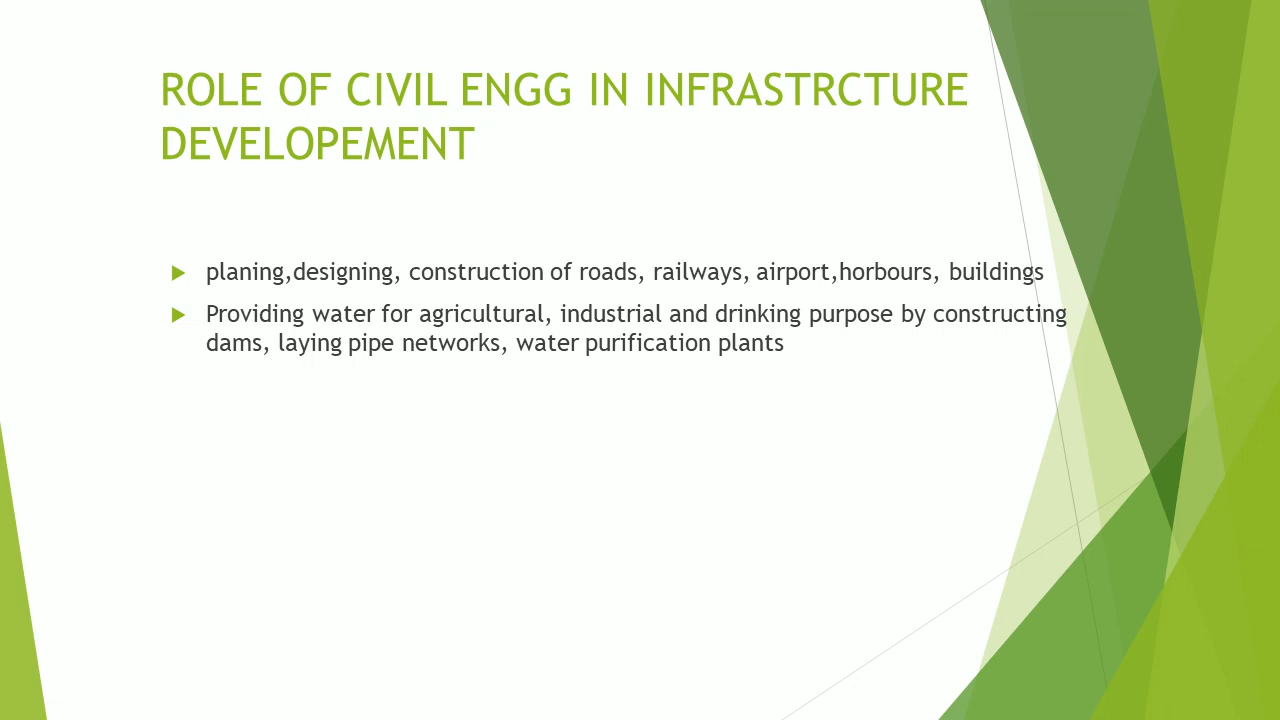 ROLE OF CIVIL ENGG IN INFRASTRCTURE
DEVELOPEMENT
planing,designing, construction of roads, railways, airport,horbours, buildings
Providing water for agricultural, industrial and drinking purpose by constructing
dams, laying pipe networks, water purification plants